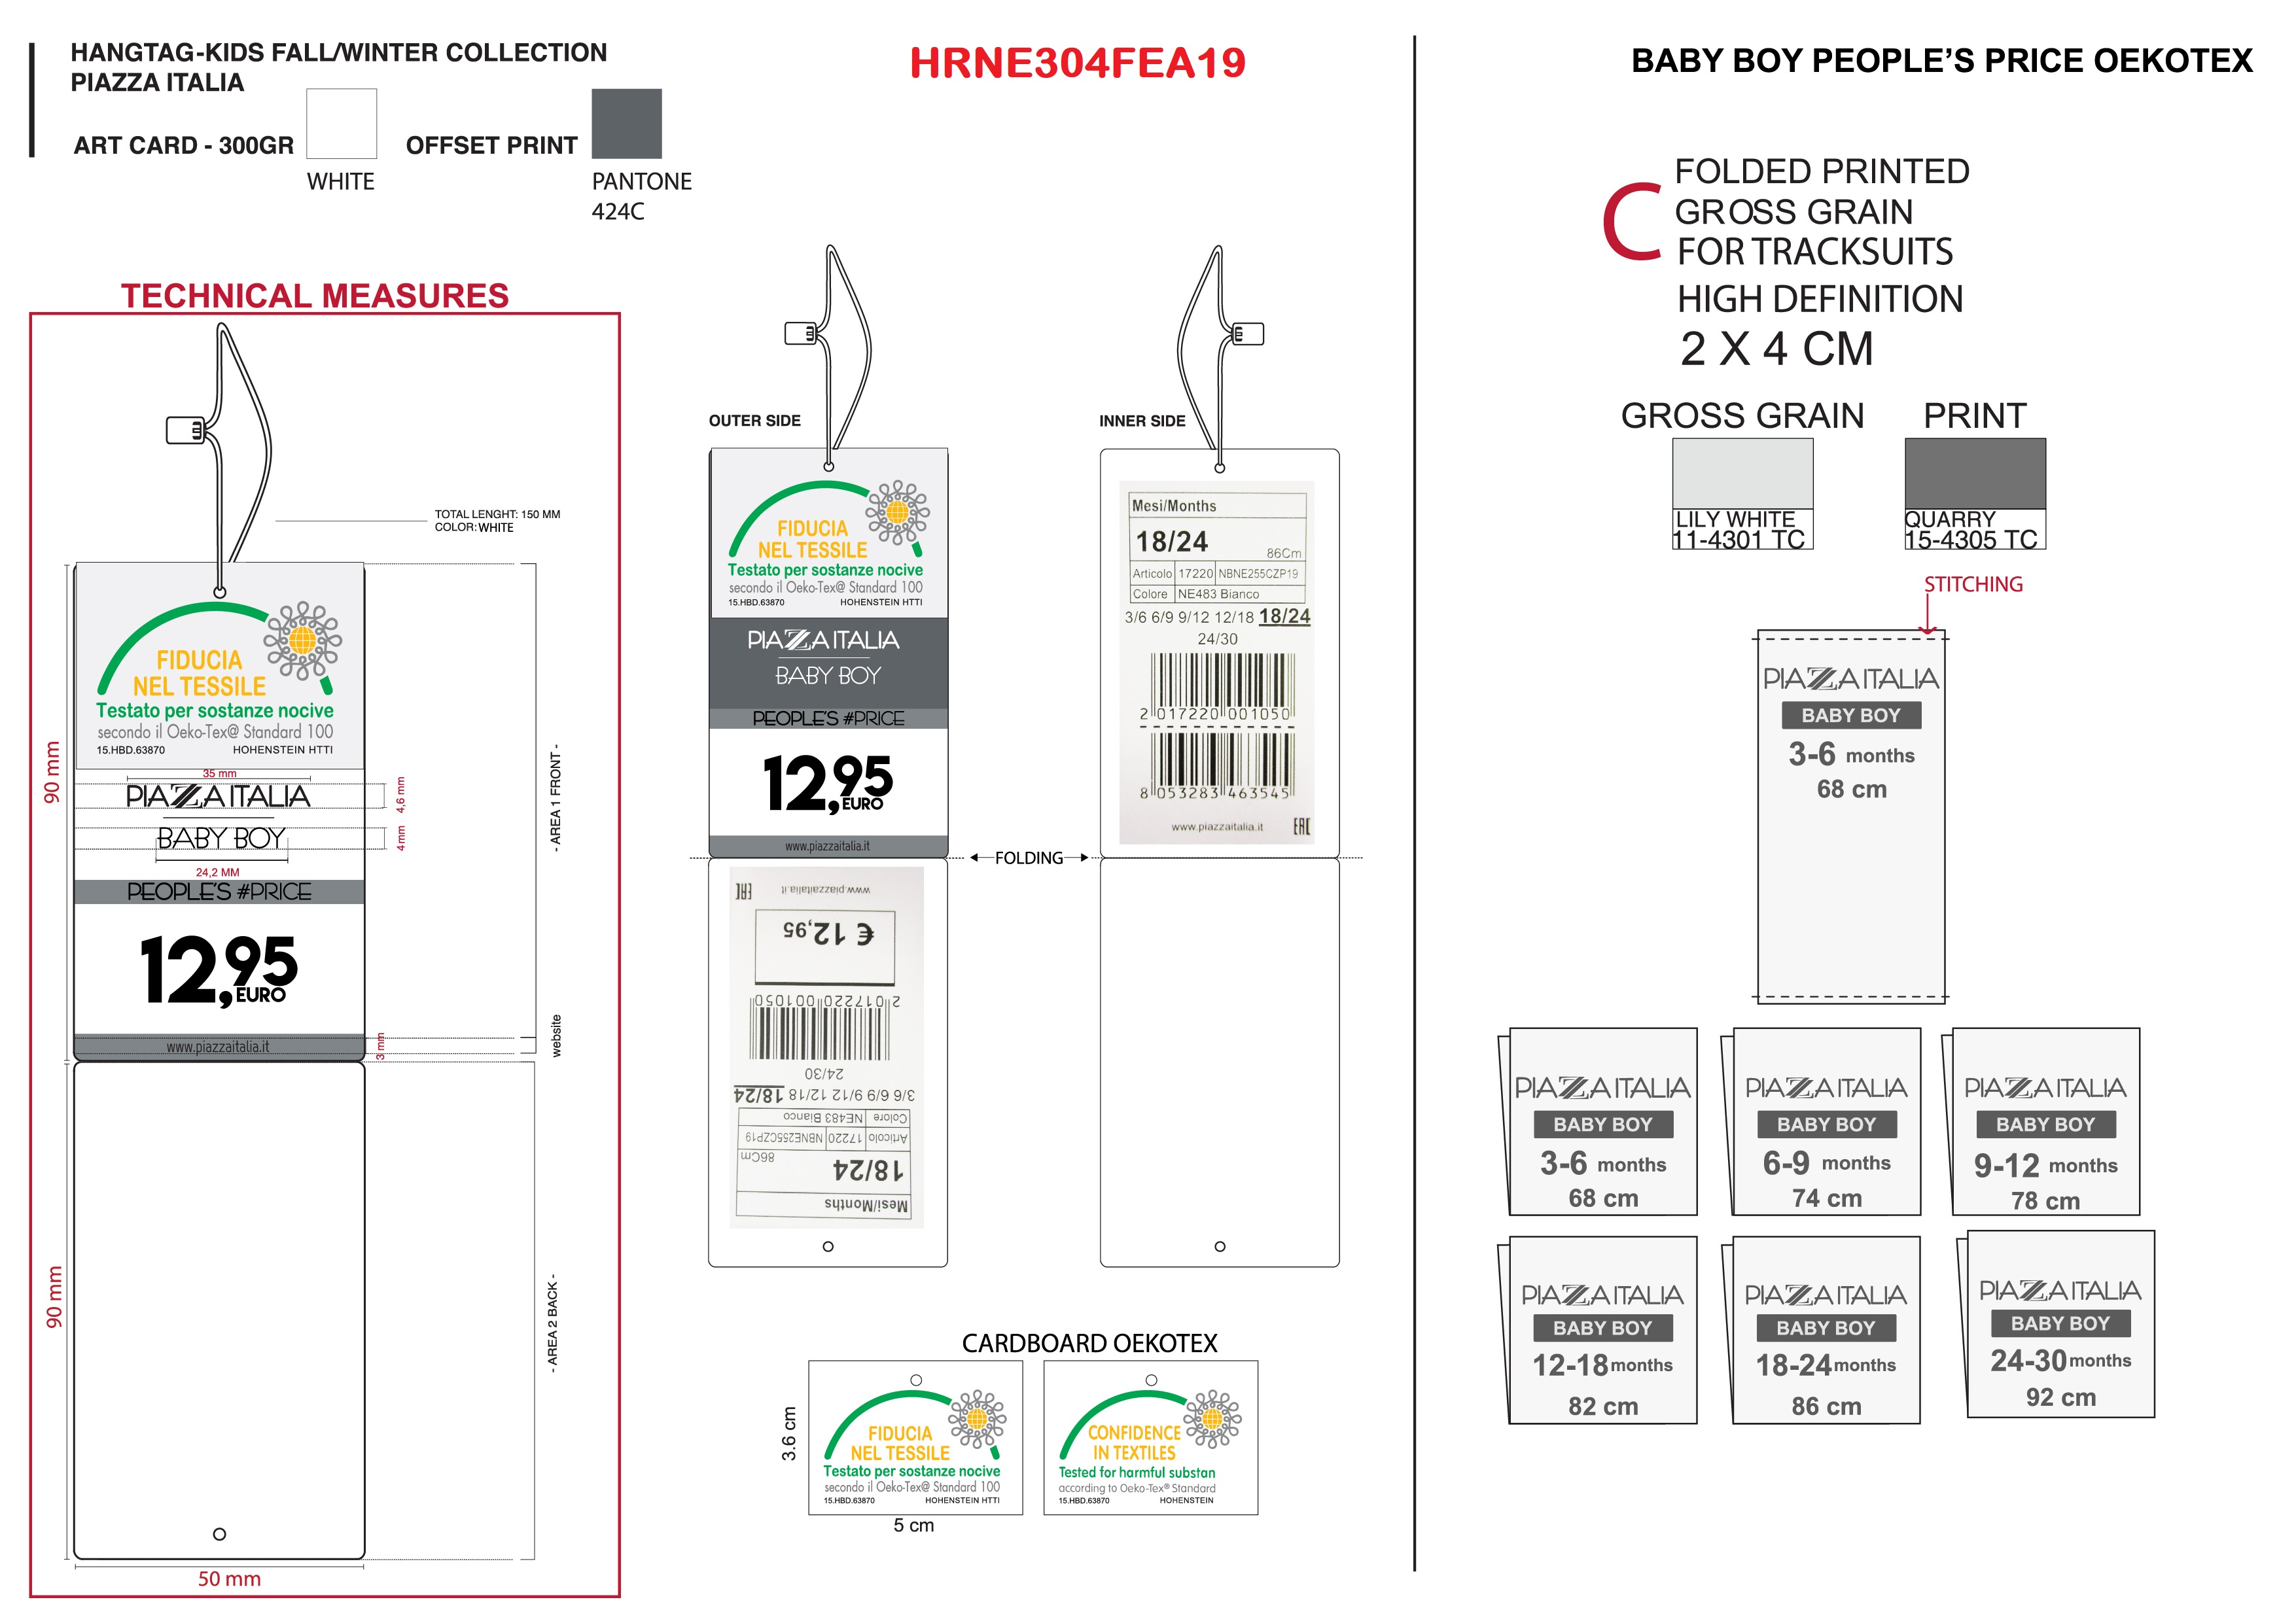 HANGTAG-KIDS FALL/WINTER COLLECTION
PIAZZA ITALIA
ART CARD - 300GR
WHITE
OFFSET PRINT
PANTONE
424C
HRNE304FEA19
TECHNICAL MEASURES
TOTAL LENGHT: 150 MM
COLOR: WHITE
FIDUCIA
NEL TESSILE
Testato per sostanze nocive
secondo il Oeko-Tex@ Standard 100
15.HBD.63870 HOHENSTEIN HTTI
35 mm
PIAZZA ITALIA
4,6 mm
BABY BOY
4mm
24,2 MM
PEOPLE'S #PRICE
12,95
EURO
www.piazzaitalia.it
3 mm
90 mm
90 mm
50 mm
- AREA 1 FRONT -
website
- AREA 2 BACK -
OUTER SIDE
FIDUCIA
NEL TESSILE
Testato per sostanze nocive
secondo il Oeko-Tex@ Standard 100
15.HBD.63870 HOHENSTEIN HTTI
PIAZZA ITALIA
BABY BOY
PEOPLE'S #PRICE
12,95
EURO
www.piazzaitalia.it
FOLDING
www.piazzaitalia.it EAC
€ 12,95
2 017220 001050
24/30
3/6 6/9 9/12 12/18 18/24
Colore NE483 Bianco
Articolo 17220 NBNE255CZP19
18/24 86Cm
Mesi/Months
INNER SIDE
Mesi/Months
18/24 86Cm
Articolo 17220 NBNE255CZP19
Colore NE483 Bianco
3/6 6/9 9/12 12/18 18/24
24/30
2 017220 001050
8 053283 463545
www.piazzaitalia.it EAC
CARDBOARD OEKOTEX
3.6 cm
5 cm
FIDUCIA
NEL TESSILE
Testato per sostanze nocive
secondo il Oeko-Tex@ Standard 100
15.HBD.63870 HOHENSTEIN HTTI
CONFIDENCE
IN TEXTILES
Tested for harmful substan
according to Oeko-Tex® Standard
15.HBD.63870 HOHENSTEIN
BABY BOY PEOPLE'S PRICE OEKOTEX
C
FOLDED PRINTED
GROSS GRAIN
FOR TRACKSUITS
HIGH DEFINITION
2 X 4 CM
GROSS GRAIN
LILY WHITE
11-4301 TC
PRINT
QUARRY
15-4305 TC
STITCHING
PIAZZA ITALIA
BABY BOY
3-6 months
68 cm
PIAZZA ITALIA
BABY BOY
3-6 months
68 cm
PIAZZA ITALIA
BABY BOY
6-9 months
74 cm
PIAZZA ITALIA
BABY BOY
9-12 months
78 cm
PIAZZA ITALIA
BABY BOY
12-18 months
82 cm
PIAZZA ITALIA
BABY BOY
18-24 months
86 cm
PIAZZA ITALIA
BABY BOY
24-30 months
92 cm